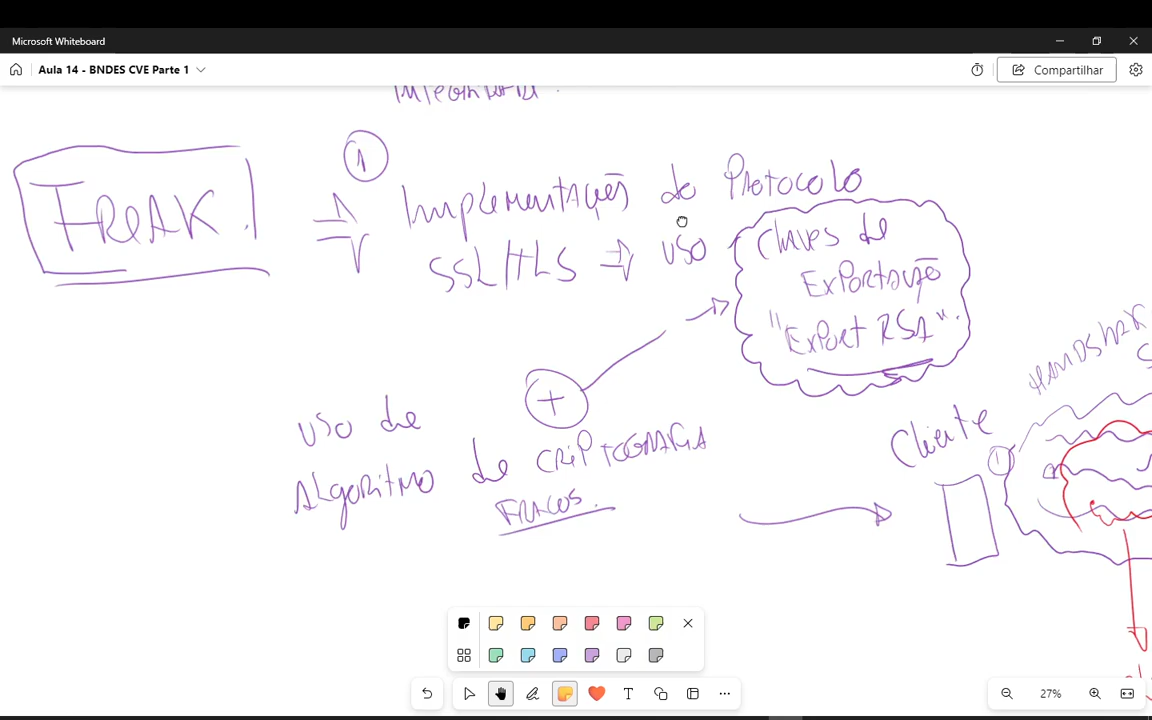 Microsoft Whiteboard
Aula 14 - BNDES CVE Parte 1
Compartilhar
1
FREAK!
Implementações do Protocolo
SSL/TLS => uso
Chaves de
Exportação
"Export RSA".
+
uso de
Algoritmo de criptografia
fracos.
HANDSHAK
Cliente
1
27%